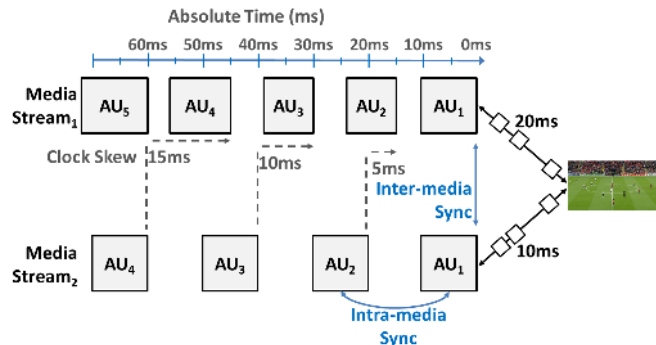 Absolute Time (ms)
60ms 50ms 40ms 30ms 20ms 10ms 0ms
Media
Stream1
AU5 AU4 AU3 AU2 AU1
20ms
Clock Skew 15ms 10ms 5ms
Inter-media
Sync
10ms
Media
Stream2
AU4 AU3 AU2 AU1
Intra-media
Sync